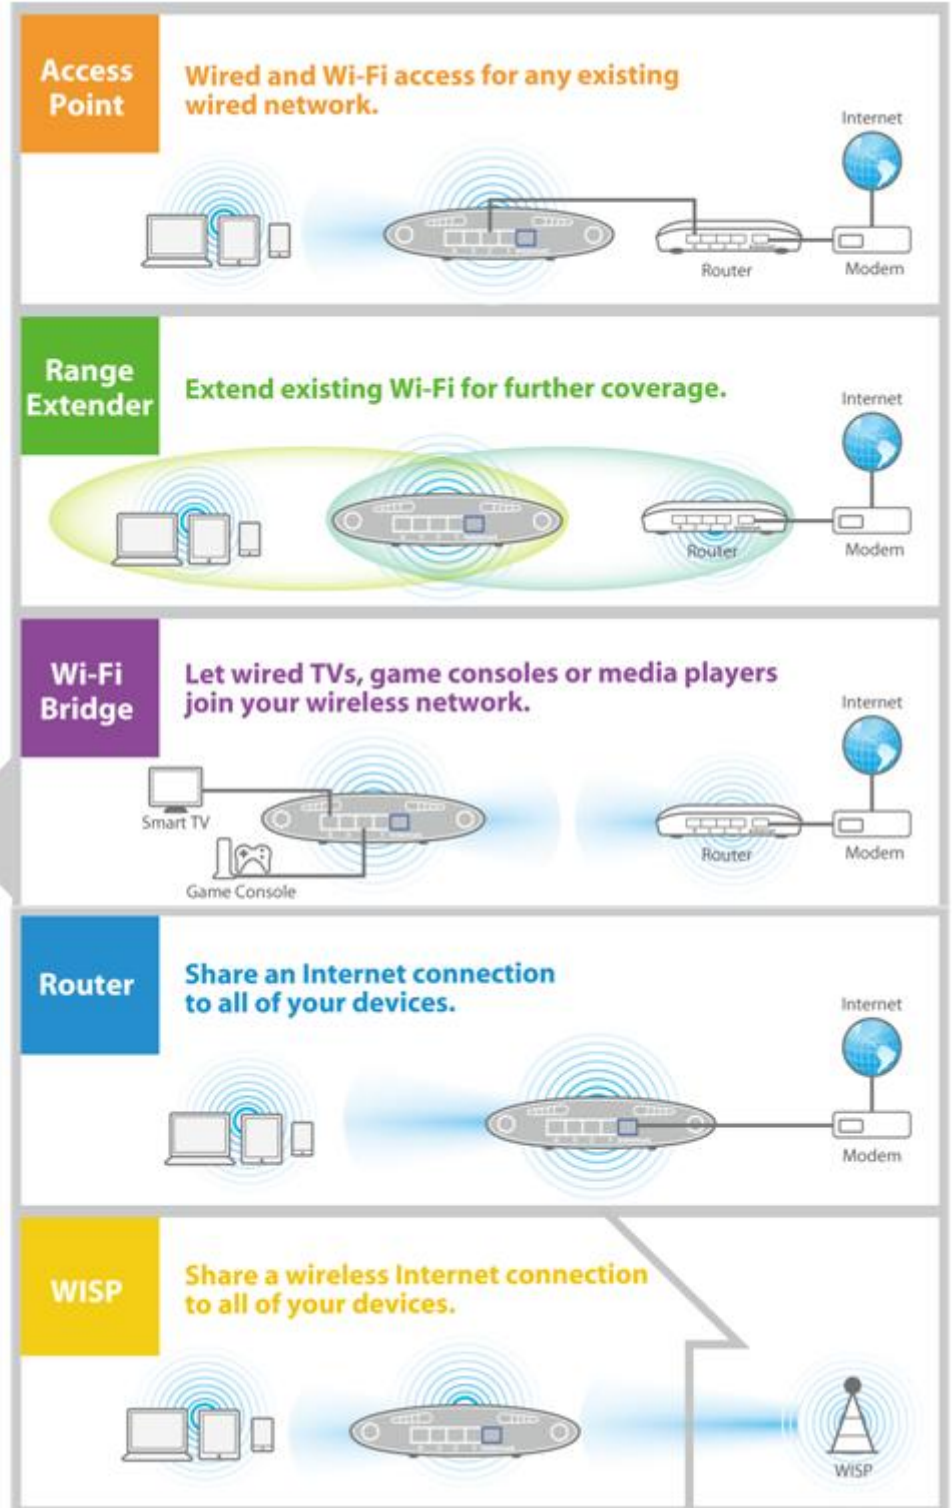 Access
Point
Wired and Wi-Fi access for any existing
wired network.
Internet
Router
Modem
Range
Extender
Extend existing Wi-Fi for further coverage.
Internet
Router
Modem
Wi-Fi
Bridge
Let wired TVs, game consoles or media players
join your wireless network.
Internet
Smart TV
Game Console
Router
Modem
Router
Share an Internet connection
to all of your devices.
Internet
Modem
WISP
Share a wireless Internet connection
to all of your devices.
WISP